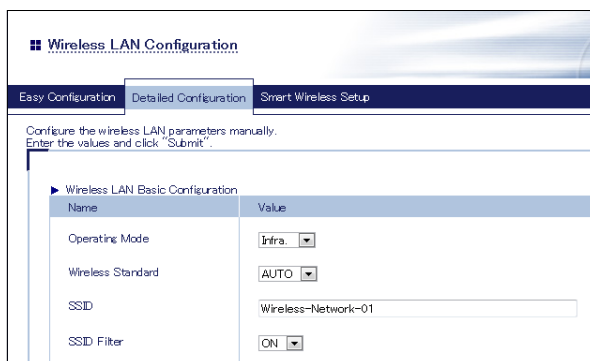 Wireless LAN Configuration
Easy Configuration Detailed Configuration Smart Wireless Setup
Configure the wireless LAN parameters manually.
Enter the values and click "Submit".
Wireless LAN Basic Configuration
Name Value
Operating Mode Infra.
Wireless Standard AUTO
SSID Wireless-Network-01
SSID Filter ON